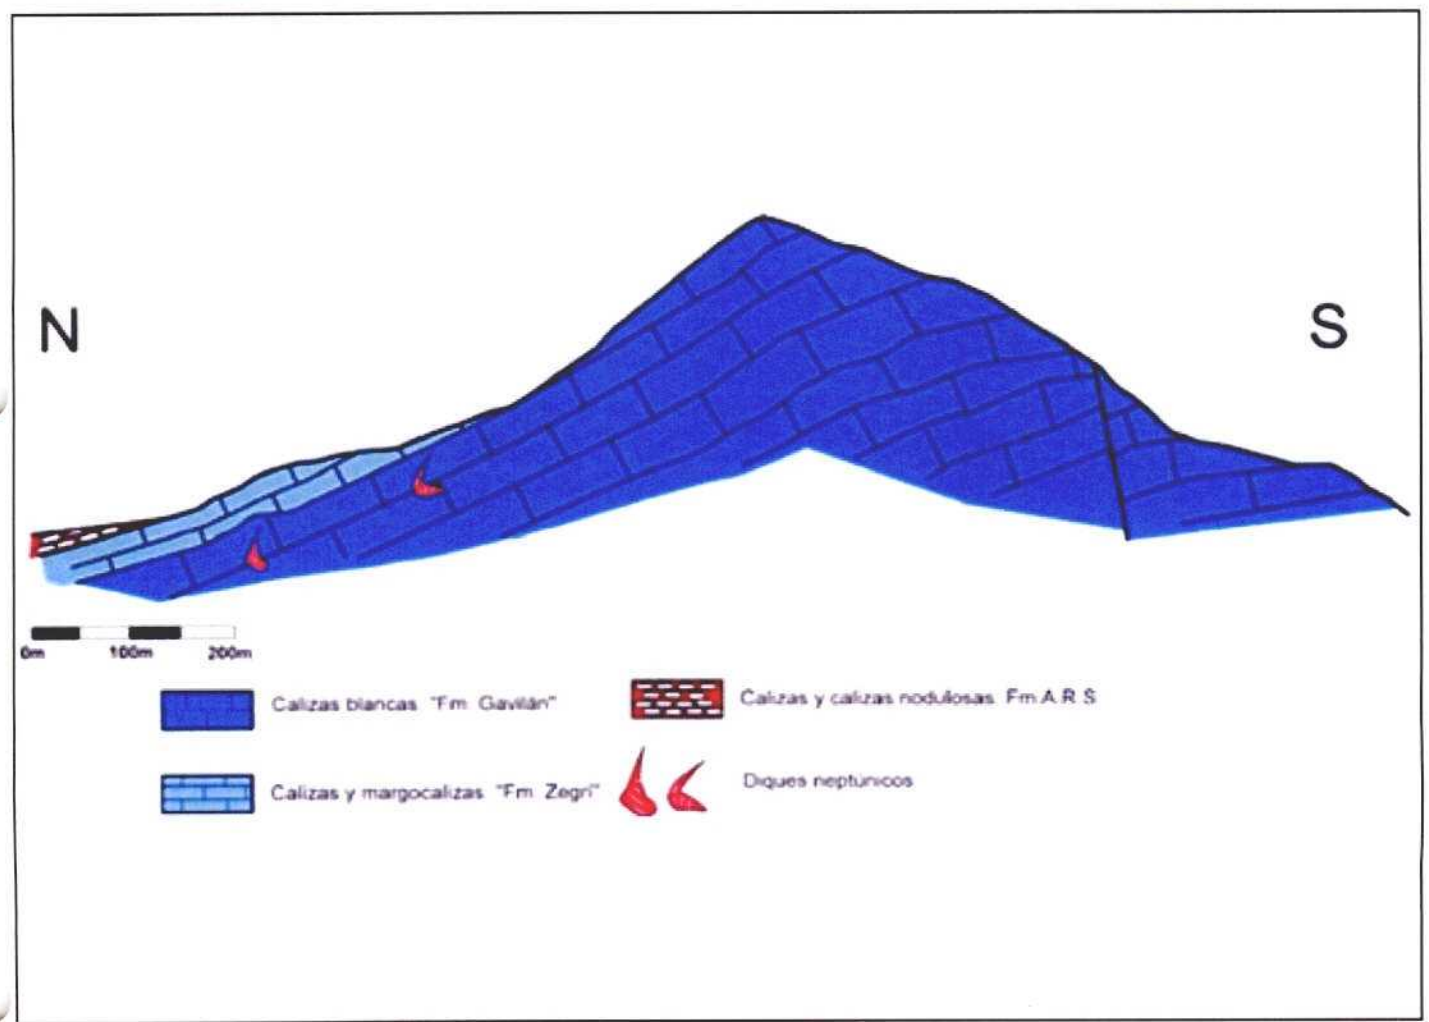 N
S
0m 100m 200m
Calizas blancas "Fm Gavilán"
Calizas y calizas nodulosas Fm A.R.S
Calizas y margocalizas "Fm. Zegrí"
Diques neptúnicos